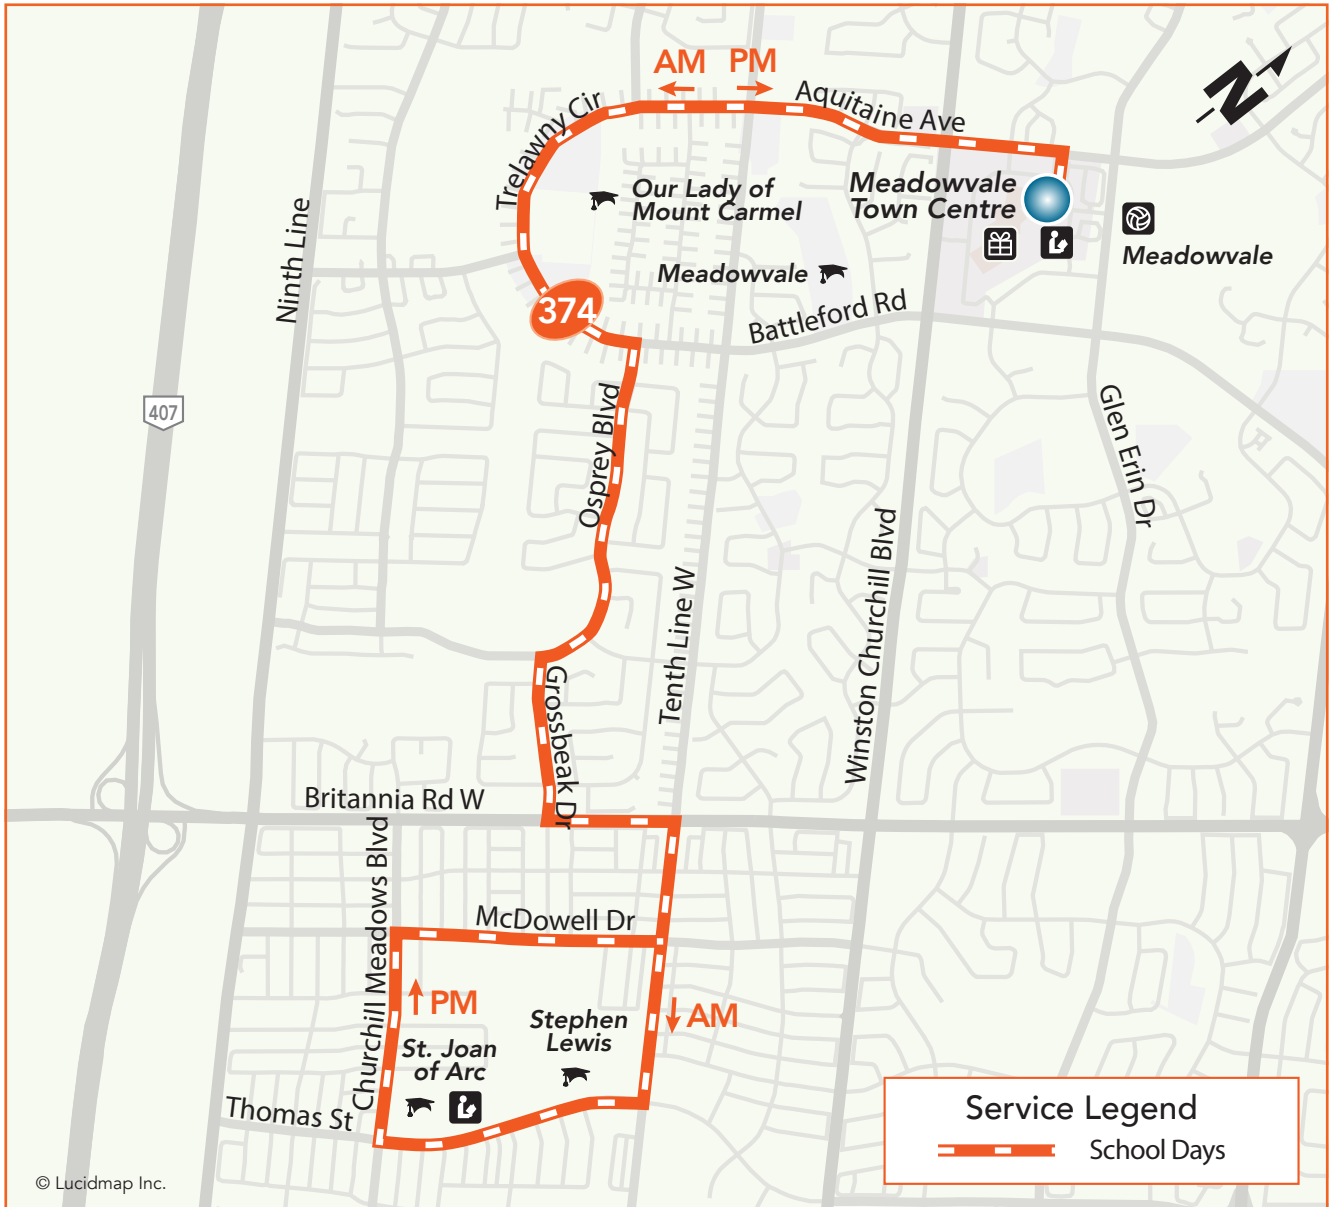 AM PM
Aquitaine Ave
N
Trelawny Cir
Our Lady of
Mount Carmel
Meadowvale
Town Centre
Meadowvale
Meadowvale
Ninth Line
374
Battleford Rd
407
Osprey Blvd
Glen Erin Dr
Tenth Line W
Winston Churchill Blvd
Grossbeak Dr
Britannia Rd W
Churchill Meadows Blvd
McDowell Dr
PM
AM
Stephen
Lewis
St. Joan
of Arc
Thomas St
Service Legend
School Days
© Lucidmap Inc.